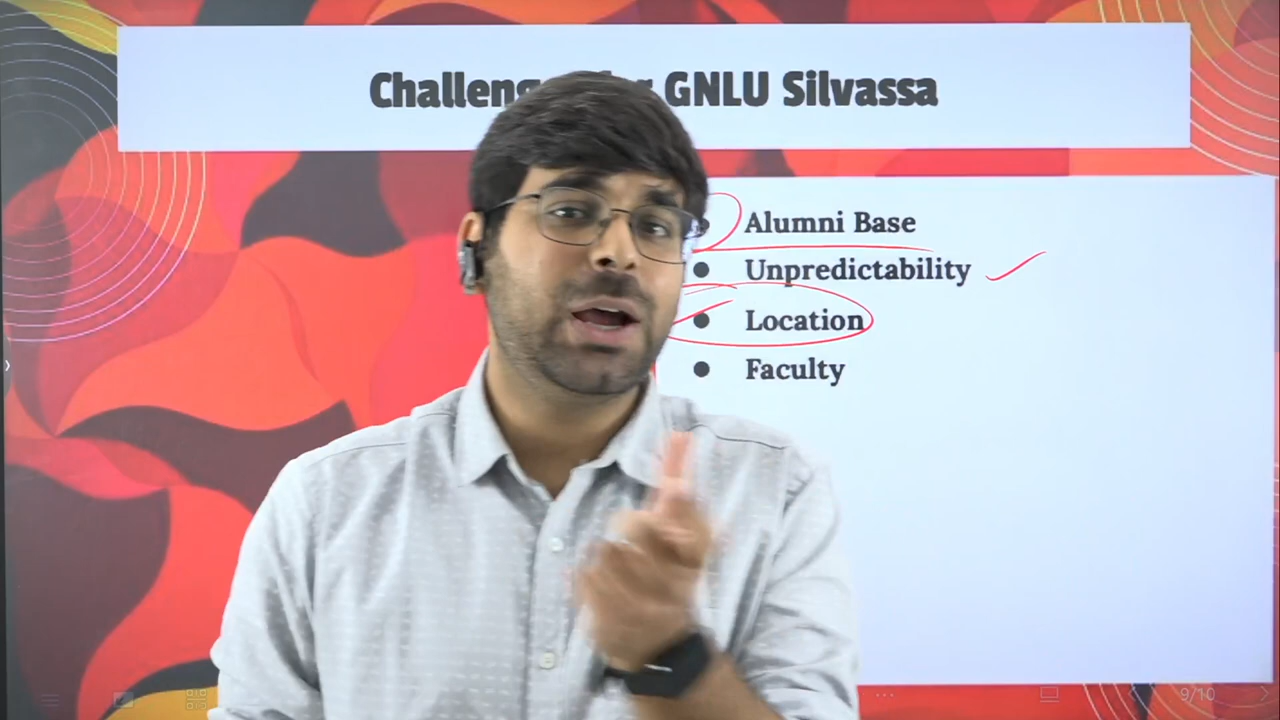 Challeng GNLU Silvassa
Alumni Base
Unpredictability
Location
Faculty
9/10